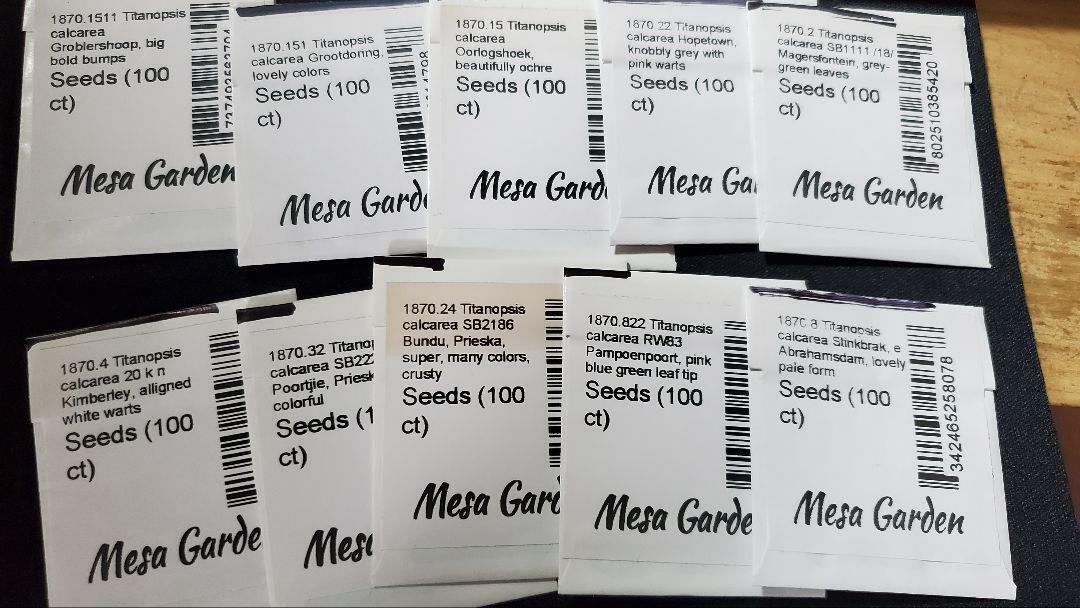 1870.1511 Titanopsis
calcarea
Groblershoop, big
bold bumps
Seeds (100
ct)
Mesa Garden
1870.151 Titanopsis
calcarea Grootdoring,
lovely colors
Seeds (100
ct)
Mesa Garde
1870.15 Titanopsis
calcarea
Oorlogshoek,
beautifully ochre
Seeds (100
ct)
Mesa Gard
1870.22 Titanopsis
calcarea Hopetown,
knobbly grey with
pink warts
Seeds (100
ct)
Mesa Ga
1870.2 Titanopsis
calcarea SB1111 /18/
Magersfontein, grey-
green leaves
Seeds (100
ct)
802510385420
Mesa Garden
1870.4 Titanopsis
calcarea 20 k n
Kimberley, alligned
white warts
Seeds (100
ct)
Mesa Garde
1870.32 Titanop
calcarea SB222
Poortjie, Priesk
colorful
Seeds (1
ct)
Mesa
1870.24 Titanopsis
calcarea SB2186
Bundu, Prieska,
super, many colors,
crusty
Seeds (100
ct)
Mesa Gard
1870.822 Titanopsis
calcarea RW83
Pampoenpoort, pink
blue green leaf tip
Seeds (100
ct)
Mesa Garde
1870.8 Titanopsis
calcarea Stinkbrak, e
Abrahamsdam, lovely
pale form
Seeds (100
ct)
342465258078
Mesa Garden